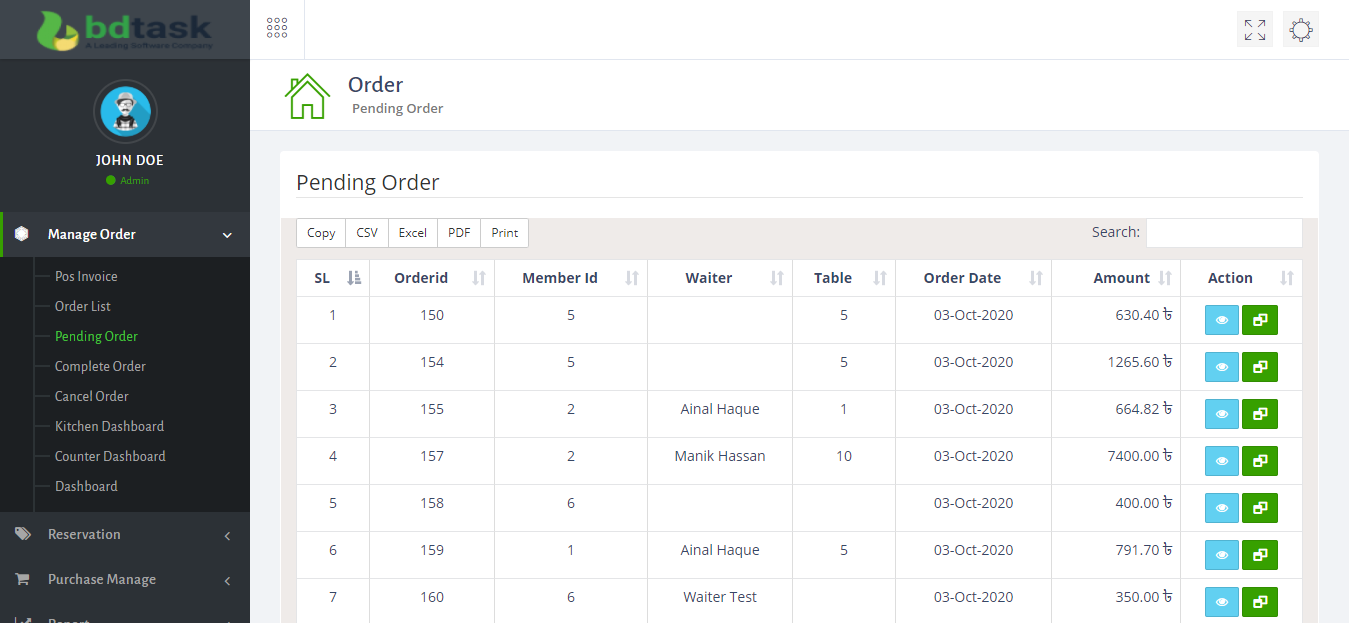 bdtask
A Leading Software Company
JOHN DOE
Admin
Manage Order
Pos Invoice
Order List
Pending Order
Complete Order
Cancel Order
Kitchen Dashboard
Counter Dashboard
Dashboard
Reservation
Purchase Manage
Report
Order
Pending Order
Pending Order
Copy CSV Excel PDF Print Search:
SL Orderid Member Id Waiter Table Order Date Amount Action
1 150 5 5 03-Oct-2020 630.40 ৳
2 154 5 5 03-Oct-2020 1265.60 ৳
3 155 2 Ainal Haque 1 03-Oct-2020 664.82 ৳
4 157 2 Manik Hassan 10 03-Oct-2020 7400.00 ৳
5 158 6 03-Oct-2020 400.00 ৳
6 159 1 Ainal Haque 5 03-Oct-2020 791.70 ৳
7 160 6 Waiter Test 03-Oct-2020 350.00 ৳